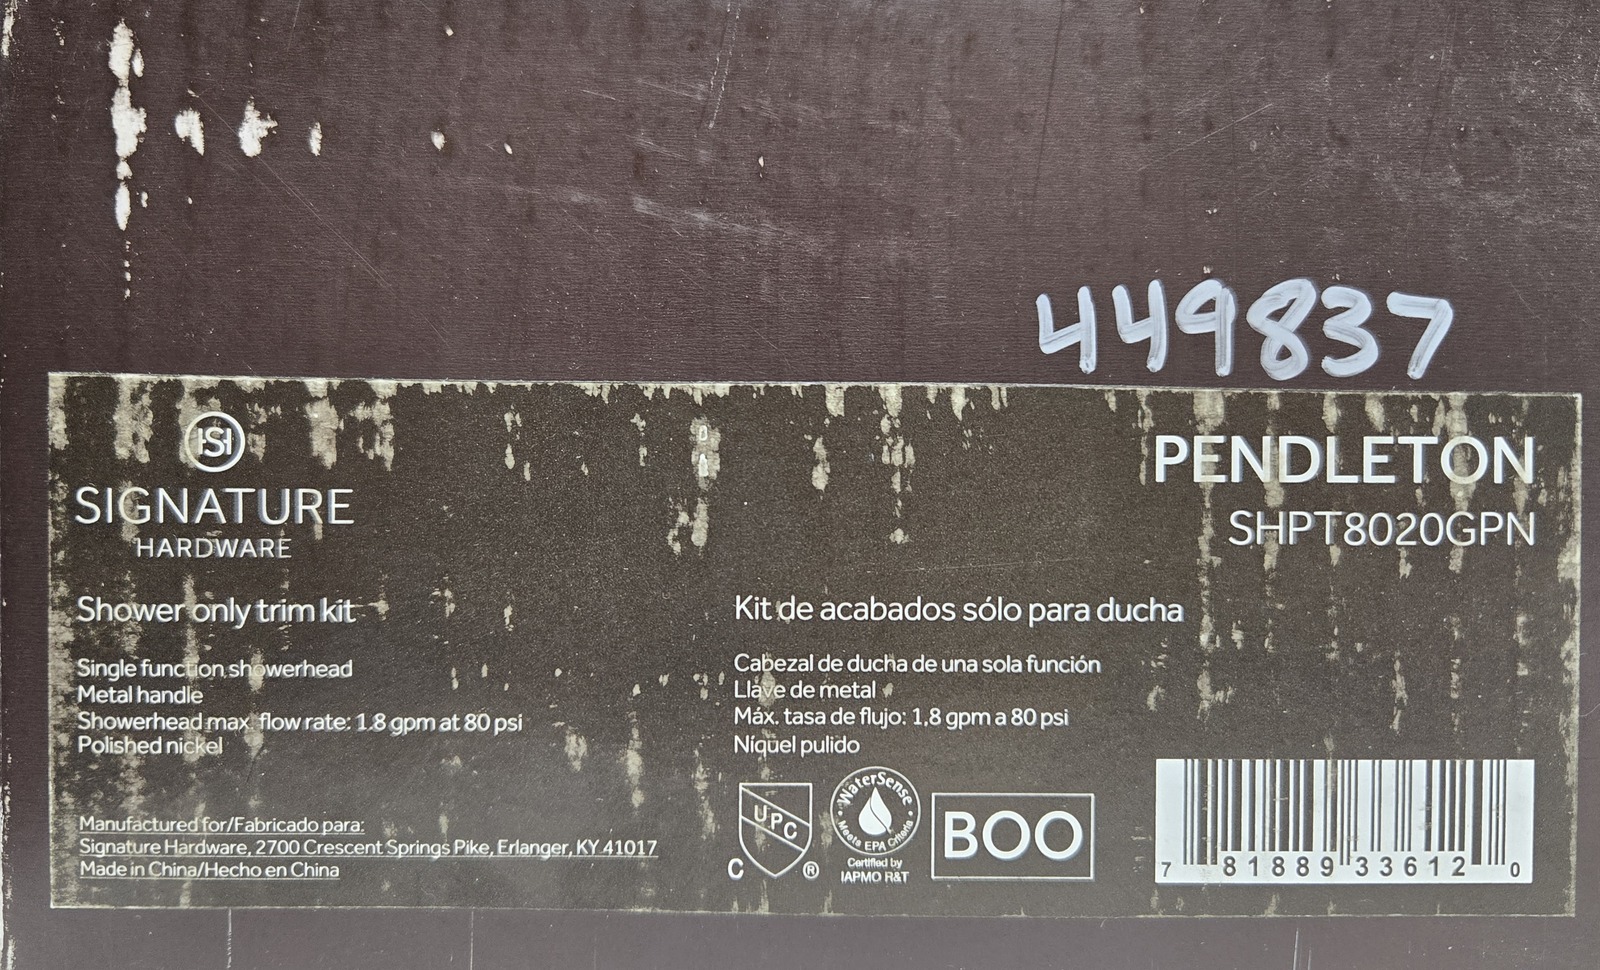 449837
SH
SIGNATURE
HARDWARE
PENDLETON
SHPT8020GPN
Shower only trim kit
Single function showerhead
Metal handle
Showerhead max. flow rate: 1.8 gpm at 80 psi
Polished nickel
Kit de acabados sólo para ducha
Cabezal de ducha de una sola función
Llave de metal
Máx. tasa de flujo: 1,8 gpm a 80 psi
Níquel pulido
Manufactured for/Fabricado para:
Signature Hardware, 2700 Crescent Springs Pike, Erlanger, KY 41017
Made in China/Hecho en China
UPC
C ®
WaterSense
Meets EPA Criteria
Certified by
IAPMO R&T
BOO
7 81889 33612 0